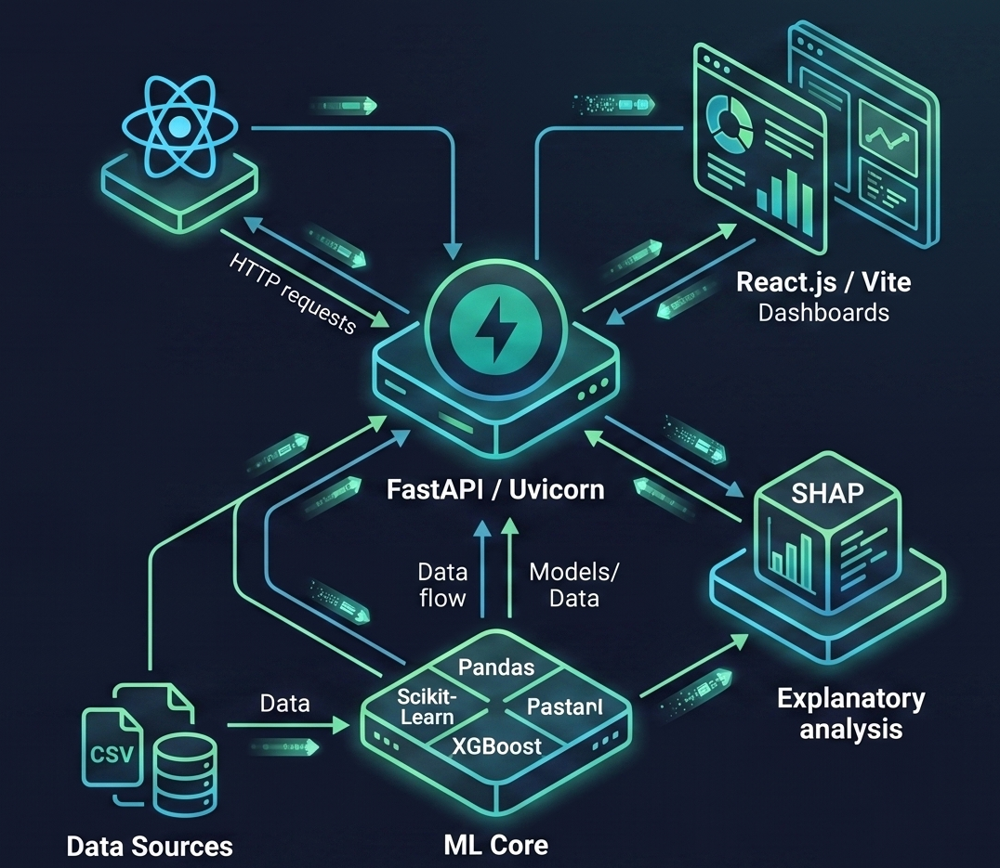 HTTP requests
React.js / Vite
Dashboards
FastAPI / Uvicorn
SHAP
Data
flow
Models/
Data
Pandas
Scikit-
Learn
XGBoost
Data
CSV
Explanatory
analysis
Data Sources
ML Core